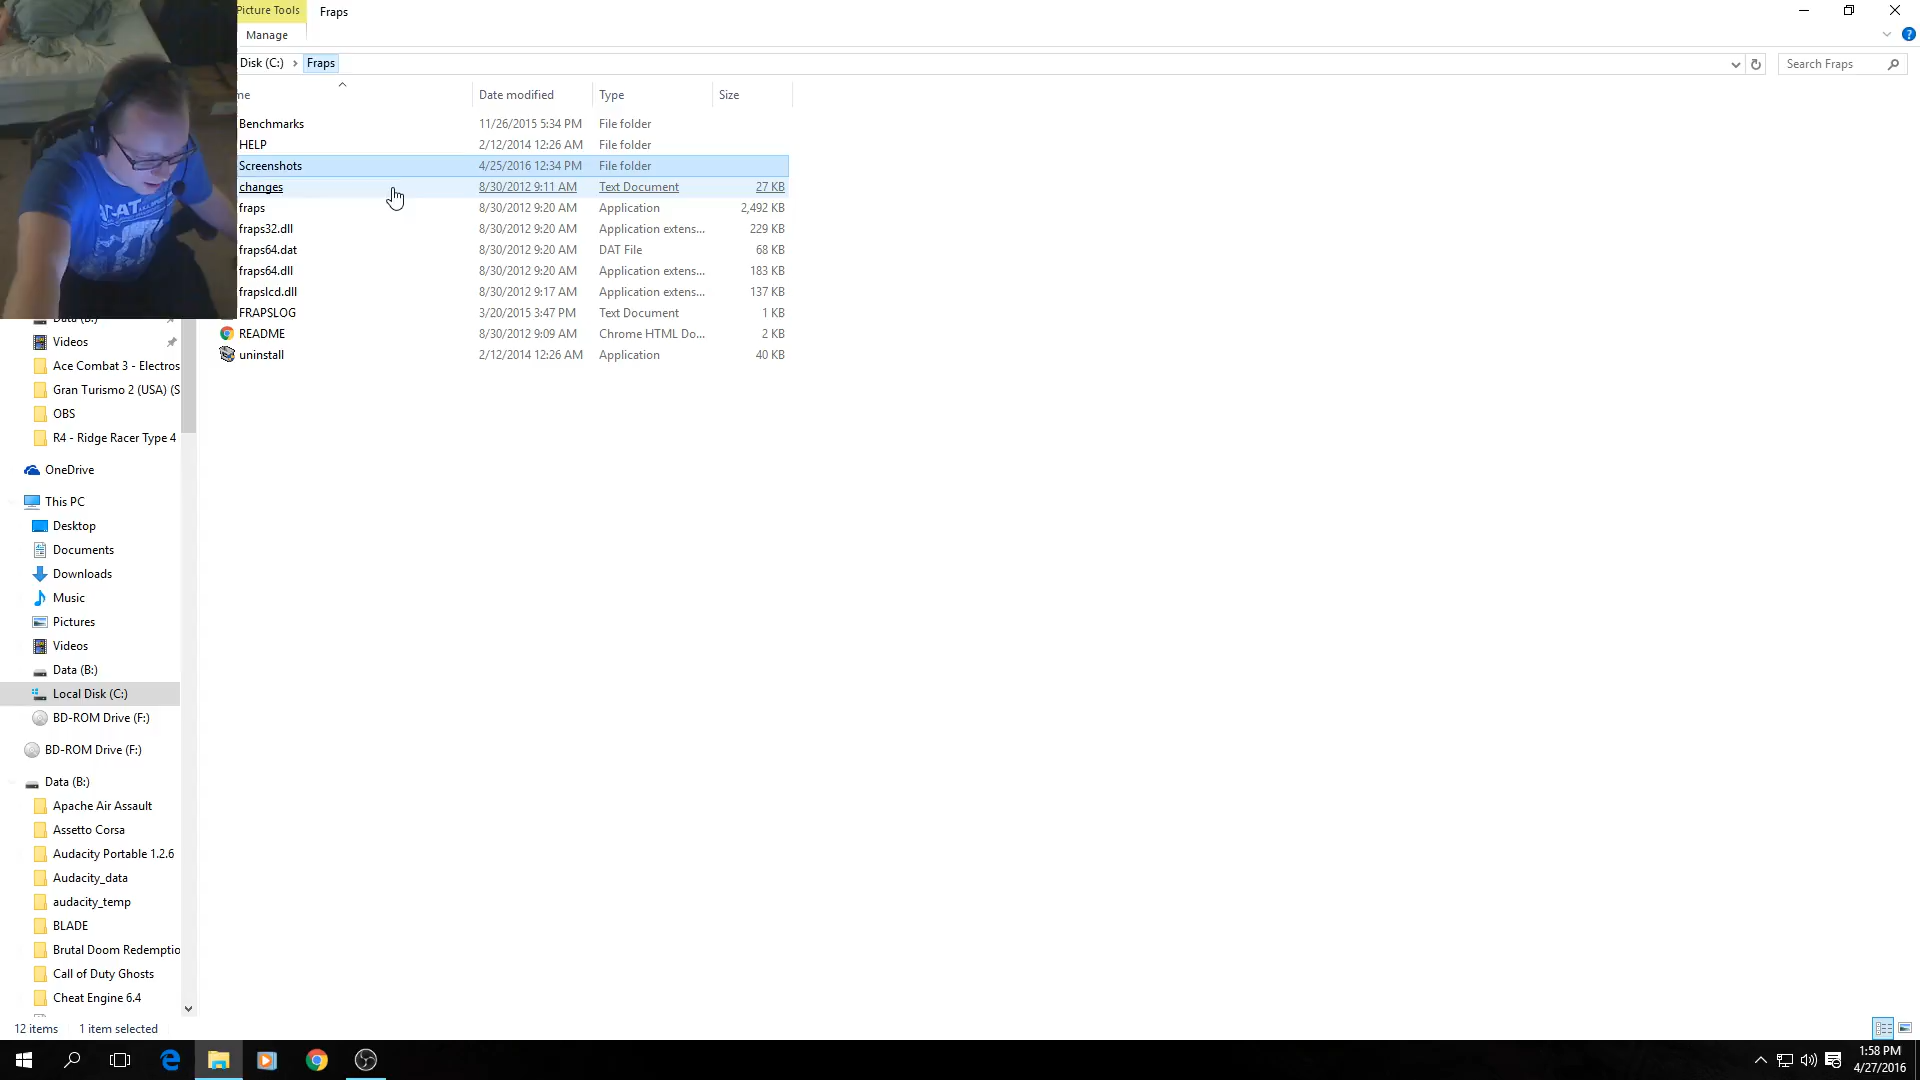 Picture Tools
Fraps
Manage
Disk (C:) > Fraps
Search Fraps
me
Date modified
Type
Size
Benchmarks 11/26/2015 5:34 PM File folder
HELP 2/12/2014 12:26 AM File folder
Screenshots 4/25/2016 12:34 PM File folder
changes 8/30/2012 9:11 AM Text Document 27 KB
fraps 8/30/2012 9:20 AM Application 2,492 KB
fraps32.dll 8/30/2012 9:20 AM Application extens... 229 KB
fraps64.dat 8/30/2012 9:20 AM DAT File 68 KB
fraps64.dll 8/30/2012 9:20 AM Application extens... 183 KB
frapslcd.dll 8/30/2012 9:17 AM Application extens... 137 KB
FRAPSLOG 3/20/2015 3:47 PM Text Document 1 KB
README 8/30/2012 9:09 AM Chrome HTML Do... 2 KB
uninstall 2/12/2014 12:26 AM Application 40 KB
Data (B:)
Videos
Ace Combat 3 - Electros
Gran Turismo 2 (USA) (S
OBS
R4 - Ridge Racer Type 4
OneDrive
This PC
Desktop
Documents
Downloads
Music
Pictures
Videos
Data (B:)
Local Disk (C:)
BD-ROM Drive (F:)
BD-ROM Drive (F:)
Data (B:)
Apache Air Assault
Assetto Corsa
Audacity Portable 1.2.6
Audacity_data
audacity_temp
BLADE
Brutal Doom Redemptio
Call of Duty Ghosts
Cheat Engine 6.4
12 items
1 item selected
1:58 PM
4/27/2016